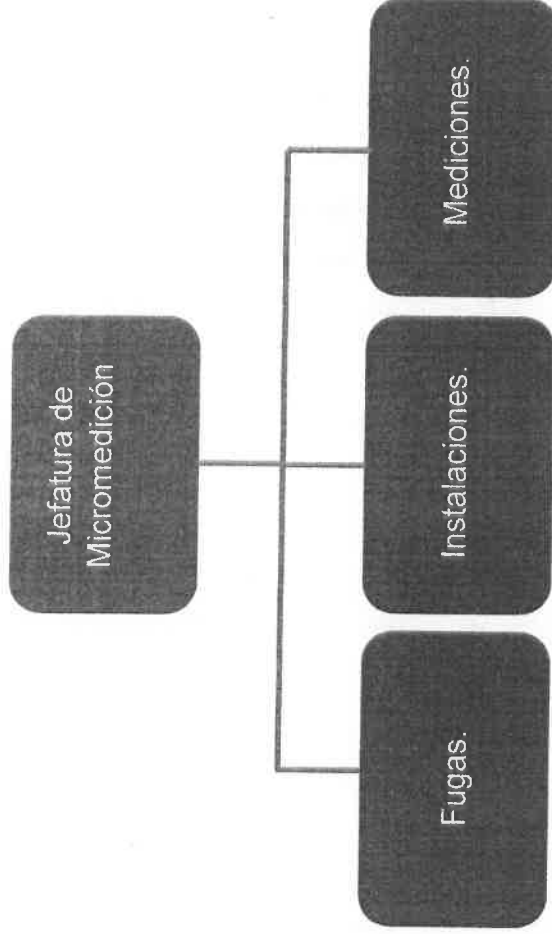 Jefatura de
Micromedición
Fugas.
Instalaciones.
Mediciones.